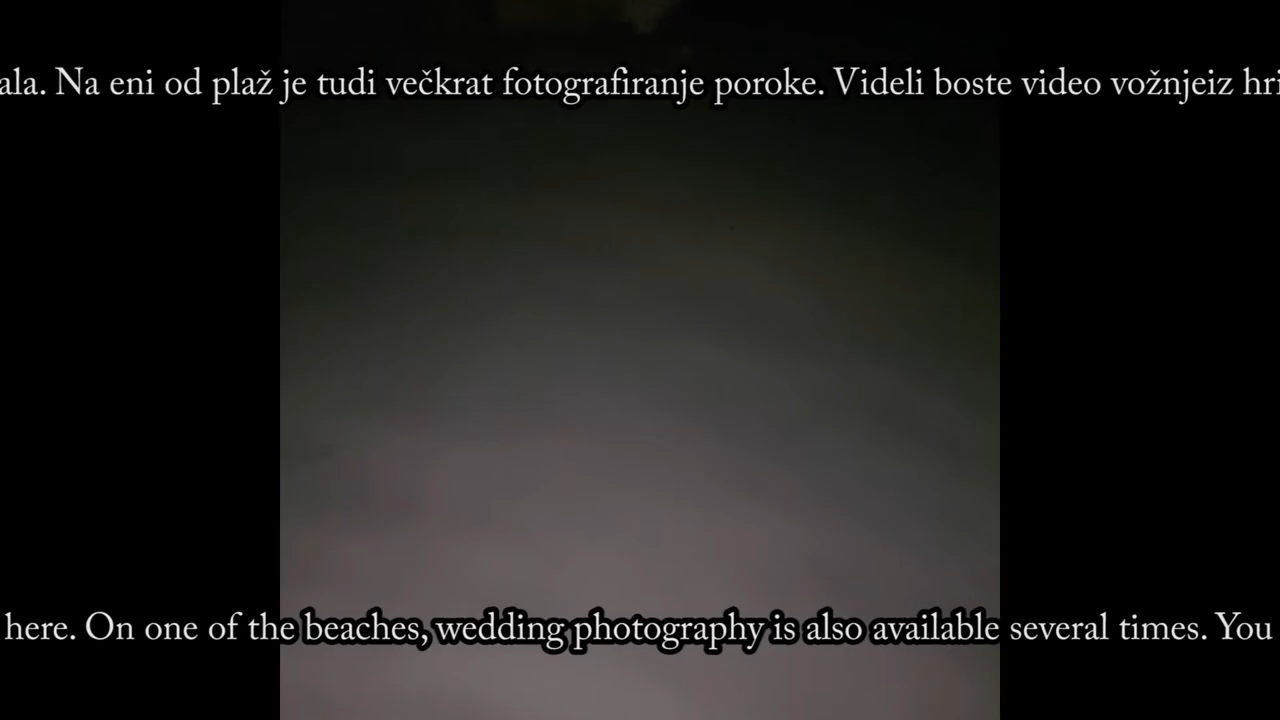 ala. Na eni od plaž je tudi večkrat fotografiranje poroke. Videli boste video vožnjeiz hri
here. On one of the beaches, wedding photography is also available several times. You